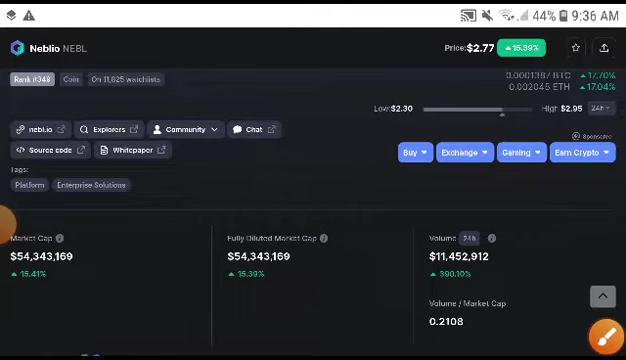 44% 9:36 AM
Neblio NEBL
Price: $2.77 15.39%
Rank #349 Coin On 11,625 watchlists
0.0001387 BTC 17.70%
0.002045 ETH 17.04%
Low: $2.30 High $2.95 24h
nebl.io Explorers Community Chat
Sponsored
Source code Whitepaper
Buy Exchange Gaming Earn Crypto
Tags:
Platform Enterprise Solutions
Market Cap Fully Diluted Market Cap Volume 24h
$54,343,169 $54,343,169 $11,452,912
15.41% 15.39% 390.10%
Volume / Market Cap
0.2108